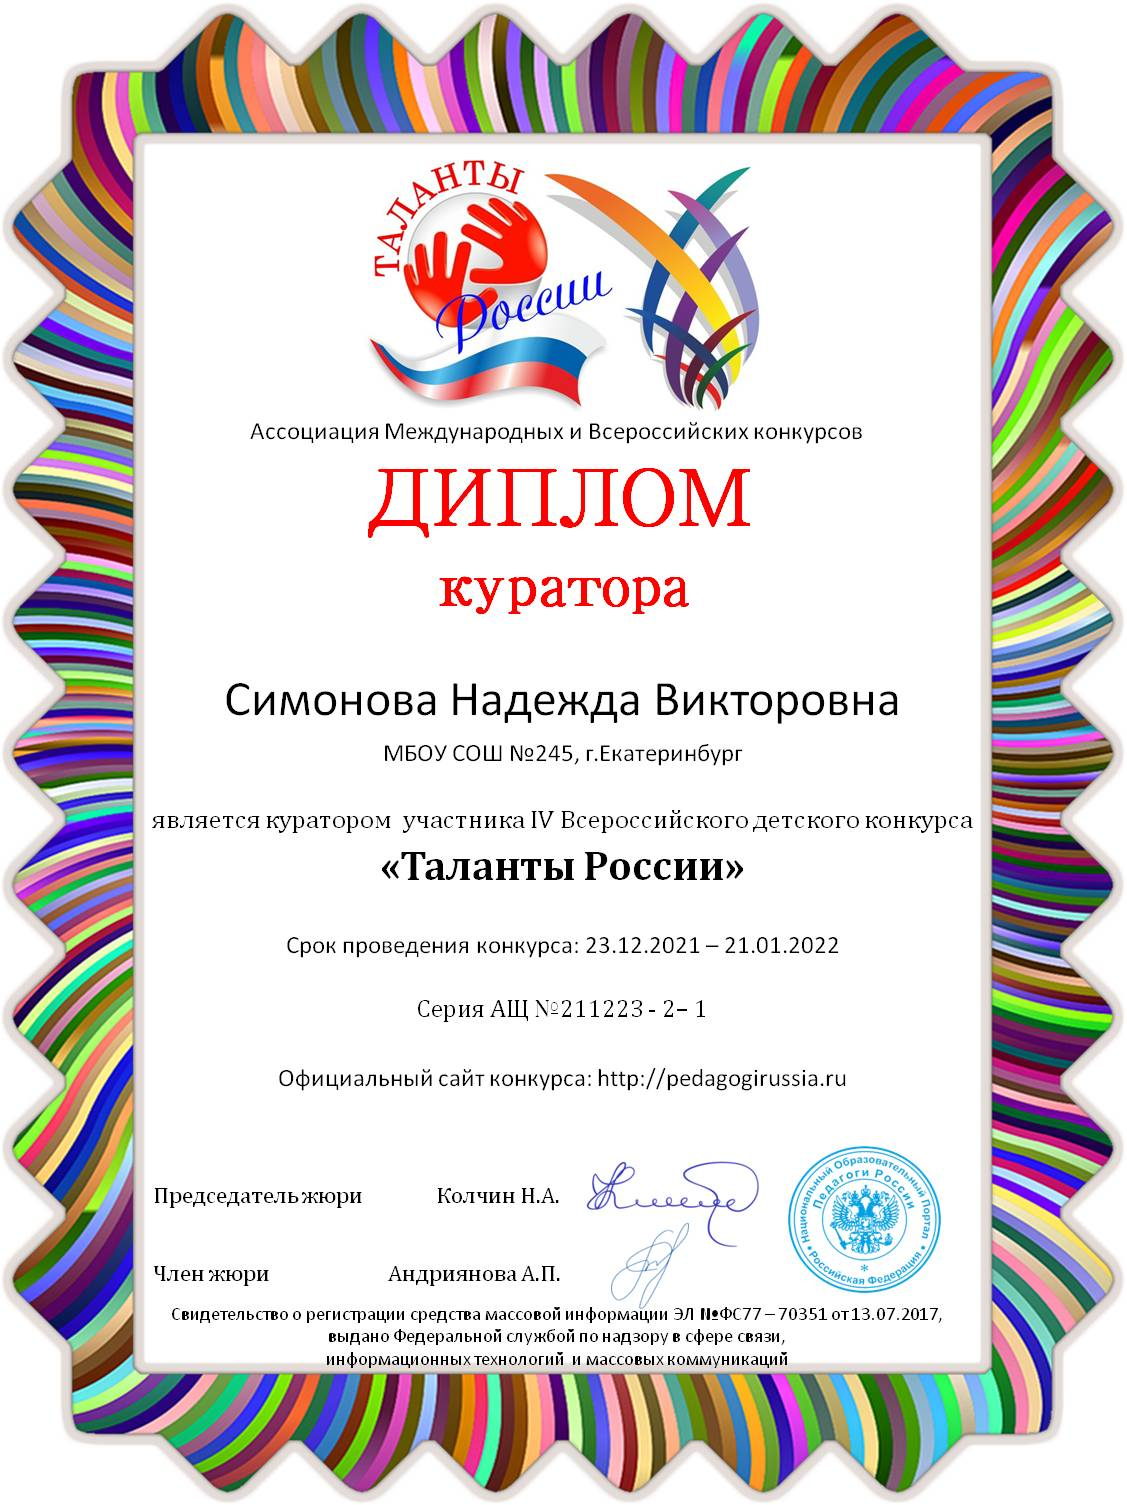 ТАЛАНТЫ
России
Ассоциация Международных и Всероссийских конкурсов
ДИПЛОМ
куратора
Симонова Надежда Викторовна
МБОУ СОШ №245, г.Екатеринбург
является куратором участника IV Всероссийского детского конкурса
«Таланты России»
Срок проведения конкурса: 23.12.2021 – 21.01.2022
Серия АЩ №211223 - 2– 1
Официальный сайт конкурса: http://pedagogirussia.ru
Председатель жюри Колчин Н.А.
Член жюри Андриянова А.П.
Национальный Образовательный Портал
Педагоги России
* Российская Федерация *
Свидетельство о регистрации средства массовой информации ЭЛ №ФС77 – 70351 от 13.07.2017,
выдано Федеральной службой по надзору в сфере связи,
информационных технологий и массовых коммуникаций